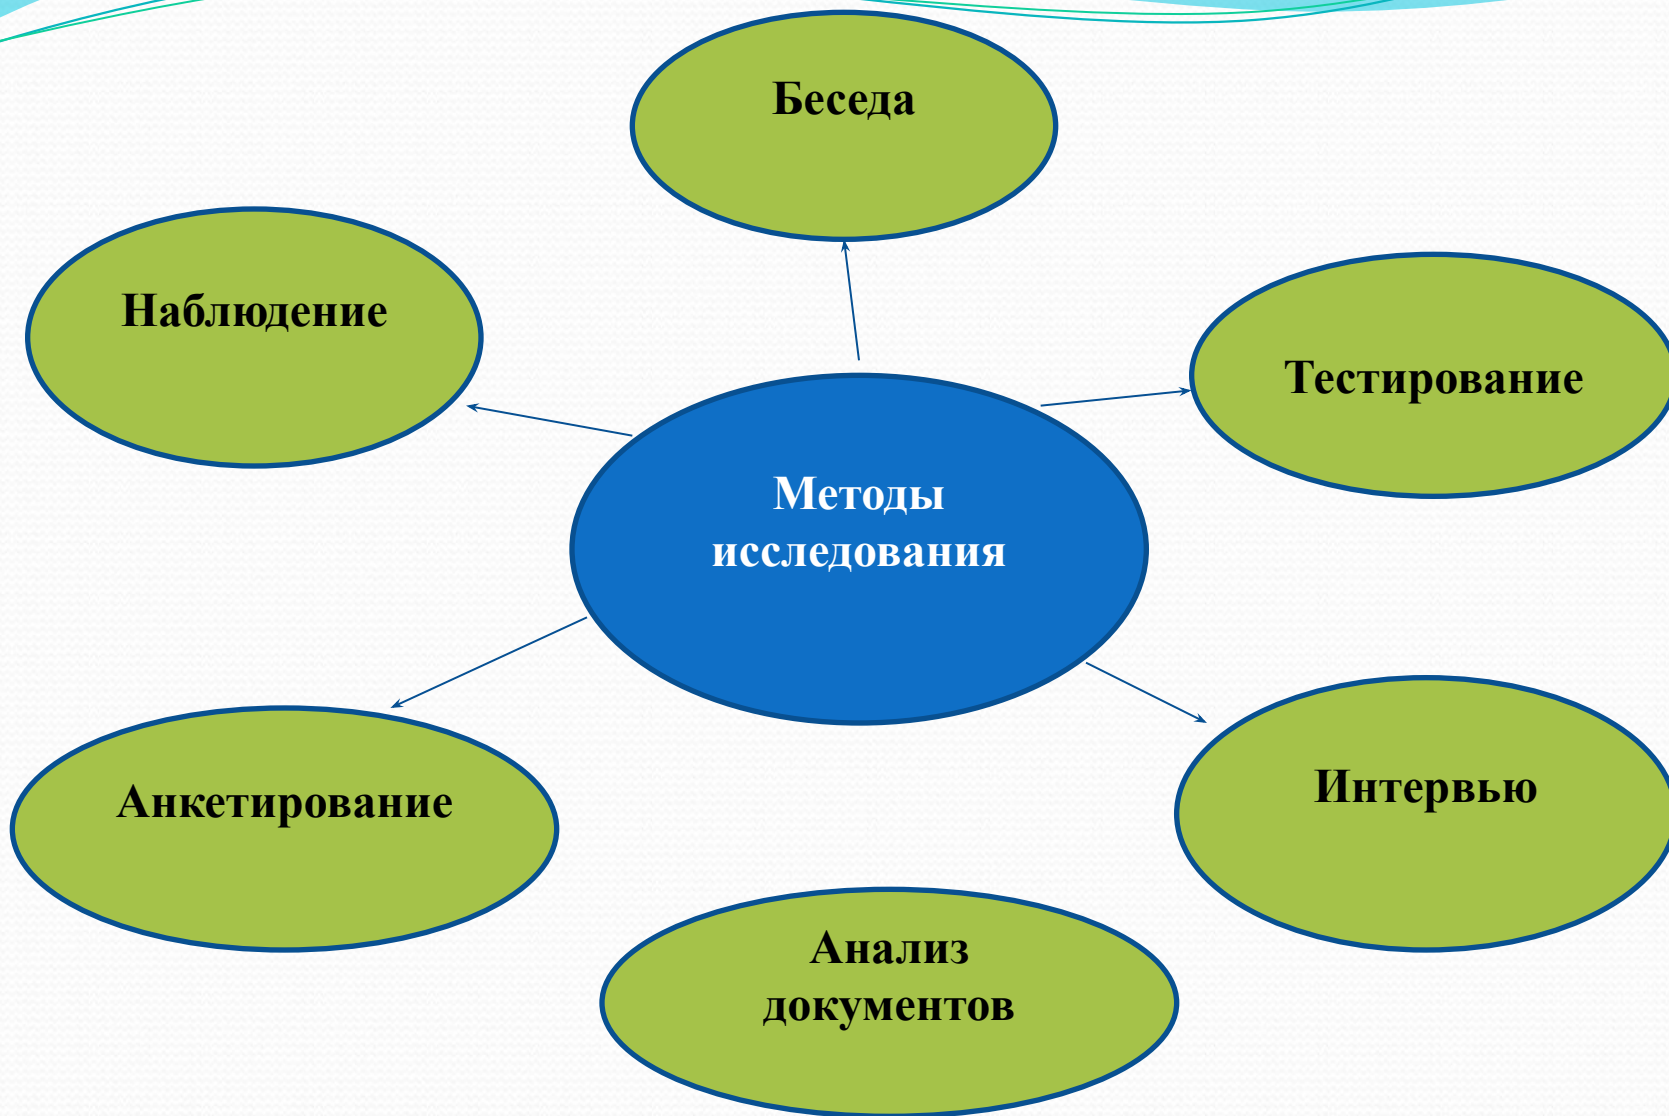 Беседа
Наблюдение
Тестирование
Методы
исследования
Анкетирование
Интервью
Анализ
документов